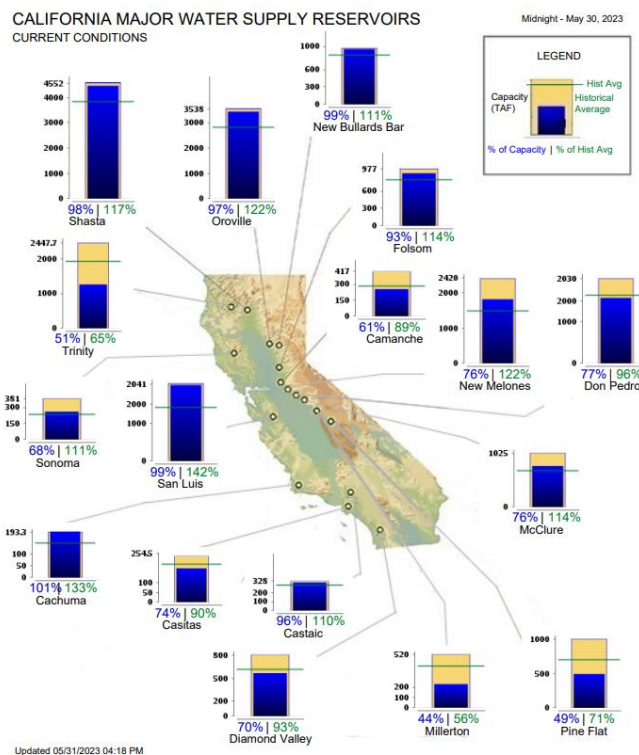 CALIFORNIA MAJOR WATER SUPPLY RESERVOIRS
Midnight - May 30, 2023
CURRENT CONDITIONS
LEGEND
Capacity
(TAF)
Hist Avg
Historical
Average
% of Capacity | % of Hist Avg
1000
300
0
99% | 111%
New Bullards Bar
4552
4000
3000
2000
1000
0
98% | 117%
Shasta
3538
3000
2000
1000
0
97% | 122%
Oroville
977
600
300
0
93% | 114%
Folsom
2447.7
2000
1000
0
51% | 65%
Trinity
417
300
150
0
61% | 89%
Camanche
2420
2000
1000
0
76% | 122%
New Melones
2030
1000
0
77% | 96%
Don Pedro
381
300
150
0
68% | 111%
Sonoma
2041
2000
1000
0
99% | 142%
San Luis
1025
500
0
76% | 114%
McClure
193.3
100
50
0
101% | 133%
Cachuma
254.5
100
50
0
74% | 90%
Casitas
328
100
0
96% | 110%
Castaic
800
500
0
70% | 93%
Diamond Valley
520
200
100
0
44% | 56%
Millerton
1000
500
0
49% | 71%
Pine Flat
Updated 05/31/2023 04:18 PM